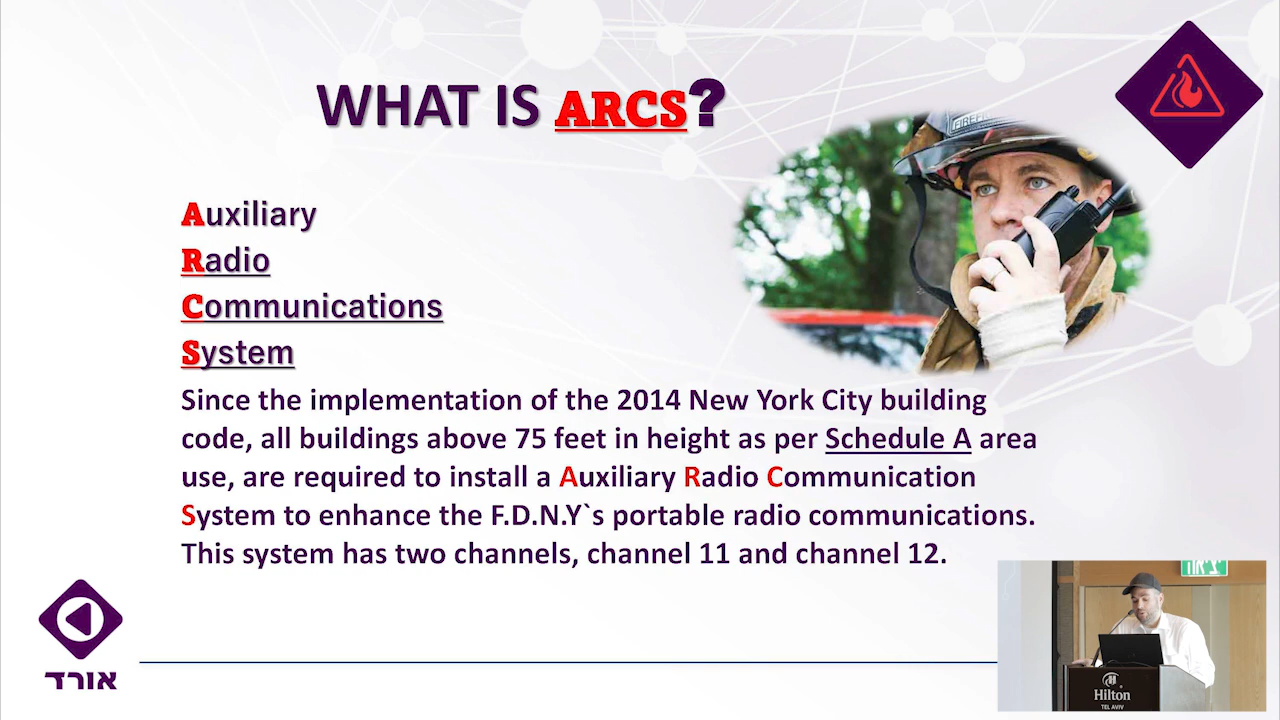 WHAT IS ARCS?
Auxiliary
Radio
Communications
System
Since the implementation of the 2014 New York City building
code, all buildings above 75 feet in height as per Schedule A area
use, are required to install a Auxiliary Radio Communication
System to enhance the F.D.N.Y`s portable radio communications.
This system has two channels, channel 11 and channel 12.
אורד
Hilton
TEL AVIV